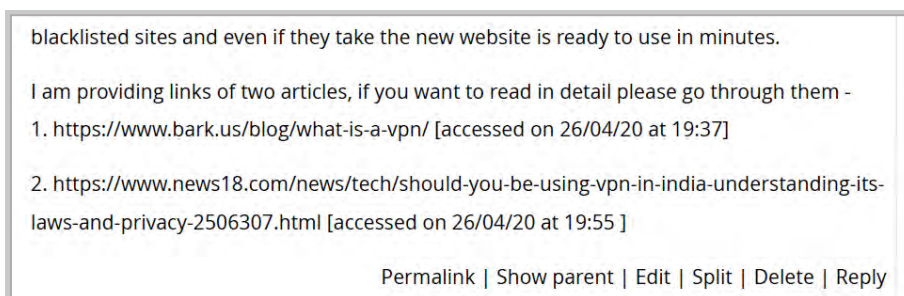 blacklisted sites and even if they take the new website is ready to use in minutes.
I am providing links of two articles, if you want to read in detail please go through them -
1. https://www.bark.us/blog/what-is-a-vpn/ [accessed on 26/04/20 at 19:37]
2. https://www.news18.com/news/tech/should-you-be-using-vpn-in-india-understanding-its-
laws-and-privacy-2506307.html [accessed on 26/04/20 at 19:55 ]
Permalink | Show parent | Edit | Split | Delete | Reply